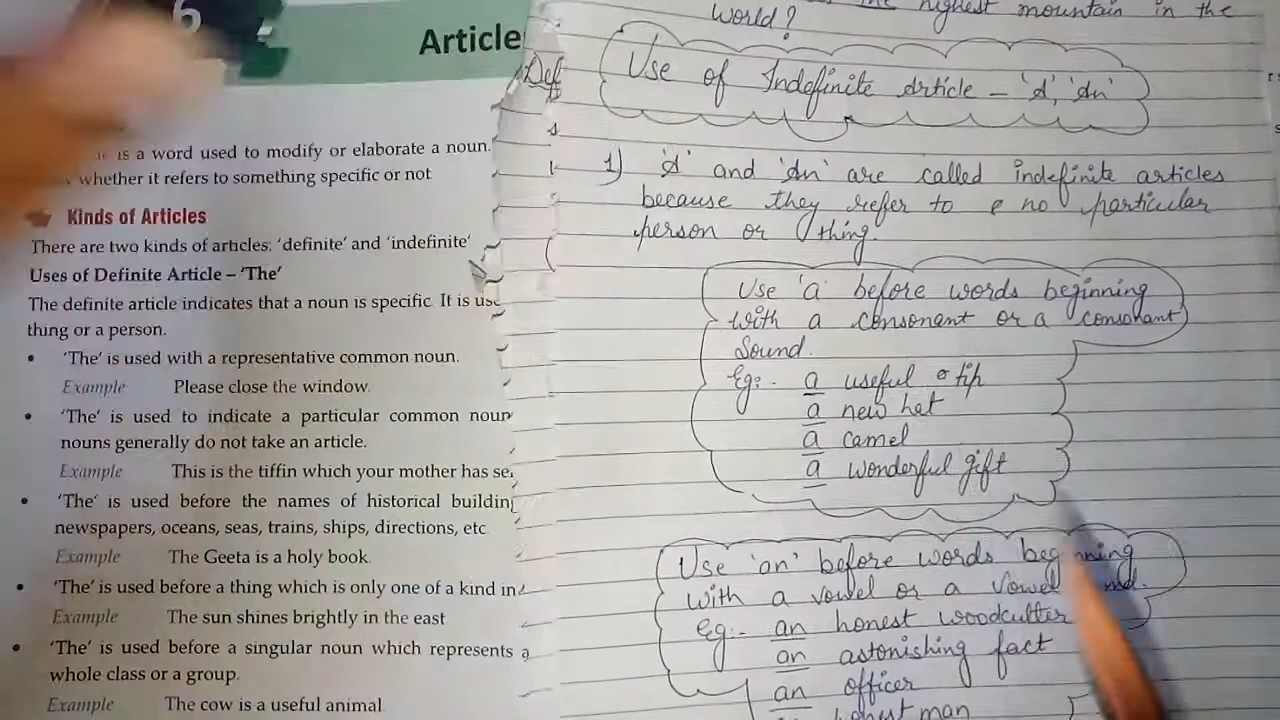 6
Article
is a word used to modify or elaborate a noun.
whether it refers to something specific or not
Kinds of Articles
There are two kinds of articles: 'definite' and 'indefinite'
Uses of Definite Article – 'The'
The definite article indicates that a noun is specific. It is
thing or a person.
• 'The' is used with a representative common noun.
Example Please close the window.
• 'The' is used to indicate a particular common noun
nouns generally do not take an article.
Example This is the tiffin which your mother has
• 'The' is used before the names of historical
newspapers, oceans, seas, trains, ships, directions, etc
Example The Geeta is a holy book.
• 'The' is used before a thing which is only one of a kind in
Example The sun shines brightly in the east
• 'The' is used before a singular noun which represents a
whole class or a group.
Example The cow is a useful animal
Def
highest mountain in the
world?
Use of Indefinite Article – 'A', 'An'
1) 'A' and 'An' are called indefinite articles
because they refer to no particular
person or thing.
Use 'a' before words beginning
with a consonant or a consonant
Sound.
Eg:- a useful tip
a new hat
a camel
a wonderful gift
Use 'an' before words beginning
with a vowel or a vowel
Eg:- an honest woodcutter
an astonishing fact
an officer
man